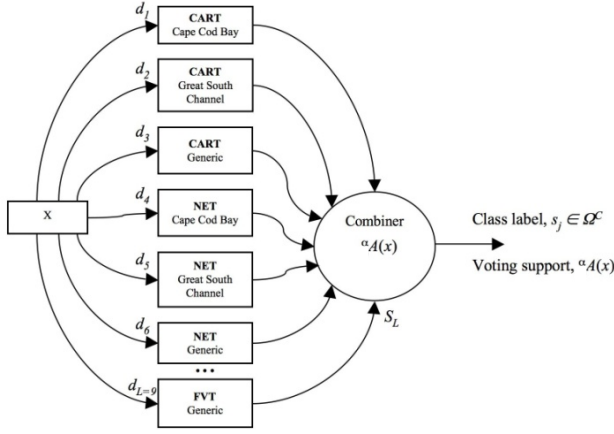 d1
CART
Cape Cod Bay
d2
CART
Great South
Channel
d3
CART
Generic
X
d4
NET
Cape Cod Bay
d5
NET
Great South
Channel
d6
NET
Generic
...
dL=9
FVT
Generic
Combiner
αA(x)
SL
Class label, sj ∈ ΩC
Voting support, αA(x)